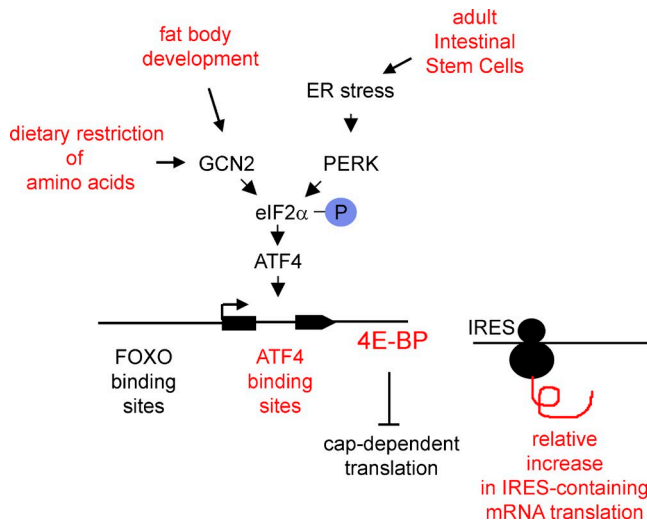 fat body
development
adult
Intestinal
Stem Cells
ER stress
dietary restriction
of
amino acids
GCN2
PERK
eIF2α
P
ATF4
FOXO
binding
sites
ATF4
binding
sites
4E-BP
IRES
cap-dependent
translation
relative
increase
in IRES-containing
mRNA translation